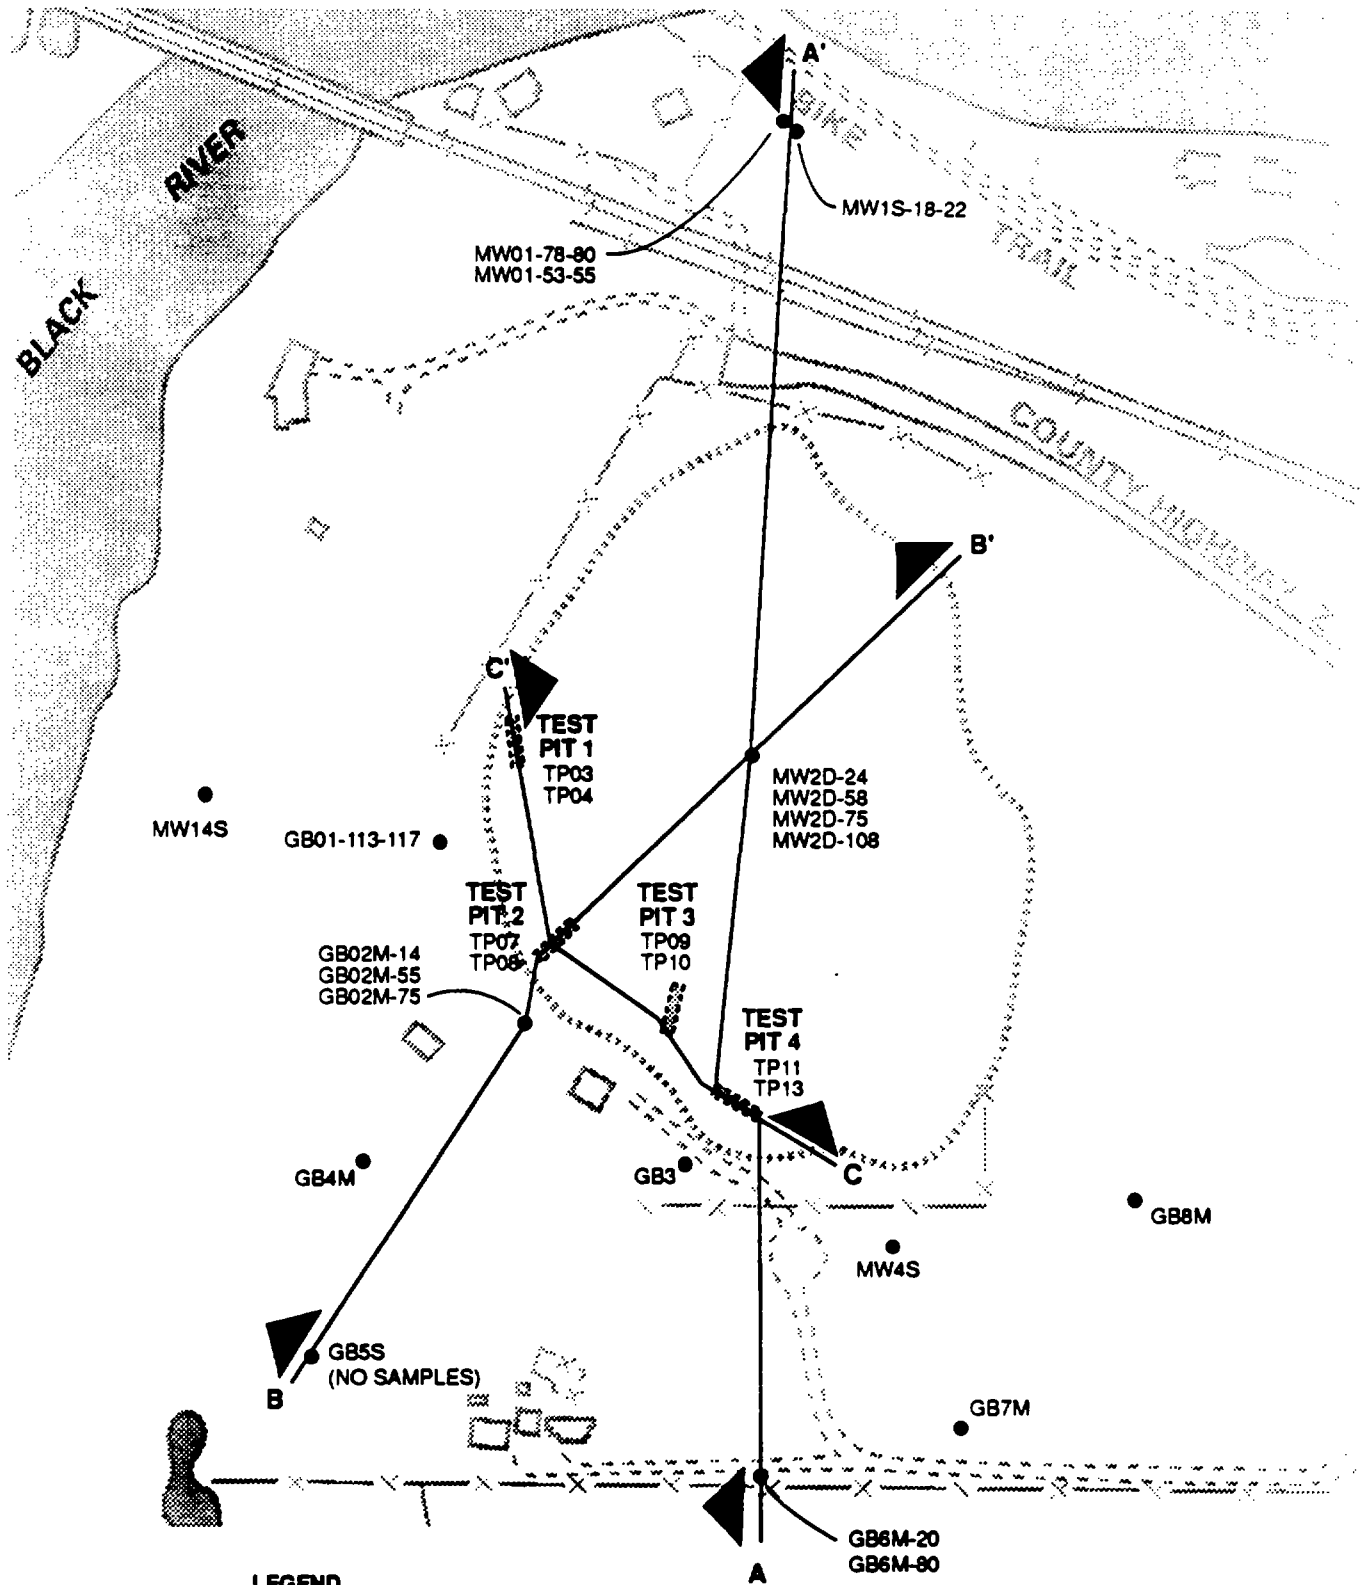 A'
BIKE
TRAIL
RIVER
BLACK
MW1S-18-22
MW01-78-80
MW01-53-55
COUNTY HIGHWAY Z
B'
C'
TEST
PIT 1
TP03
TP04
MW2D-24
MW2D-58
MW2D-75
MW2D-108
MW14S
GB01-113-117
TEST
PIT 2
TP07
TP08
TEST
PIT 3
TP09
TP10
GB02M-14
GB02M-55
GB02M-75
TEST
PIT 4
TP11
TP13
GB4M
GB3
C
GB8M
MW4S
GB5S
(NO SAMPLES)
B
GB7M
GB6M-20
GB6M-80
A
LEGEND